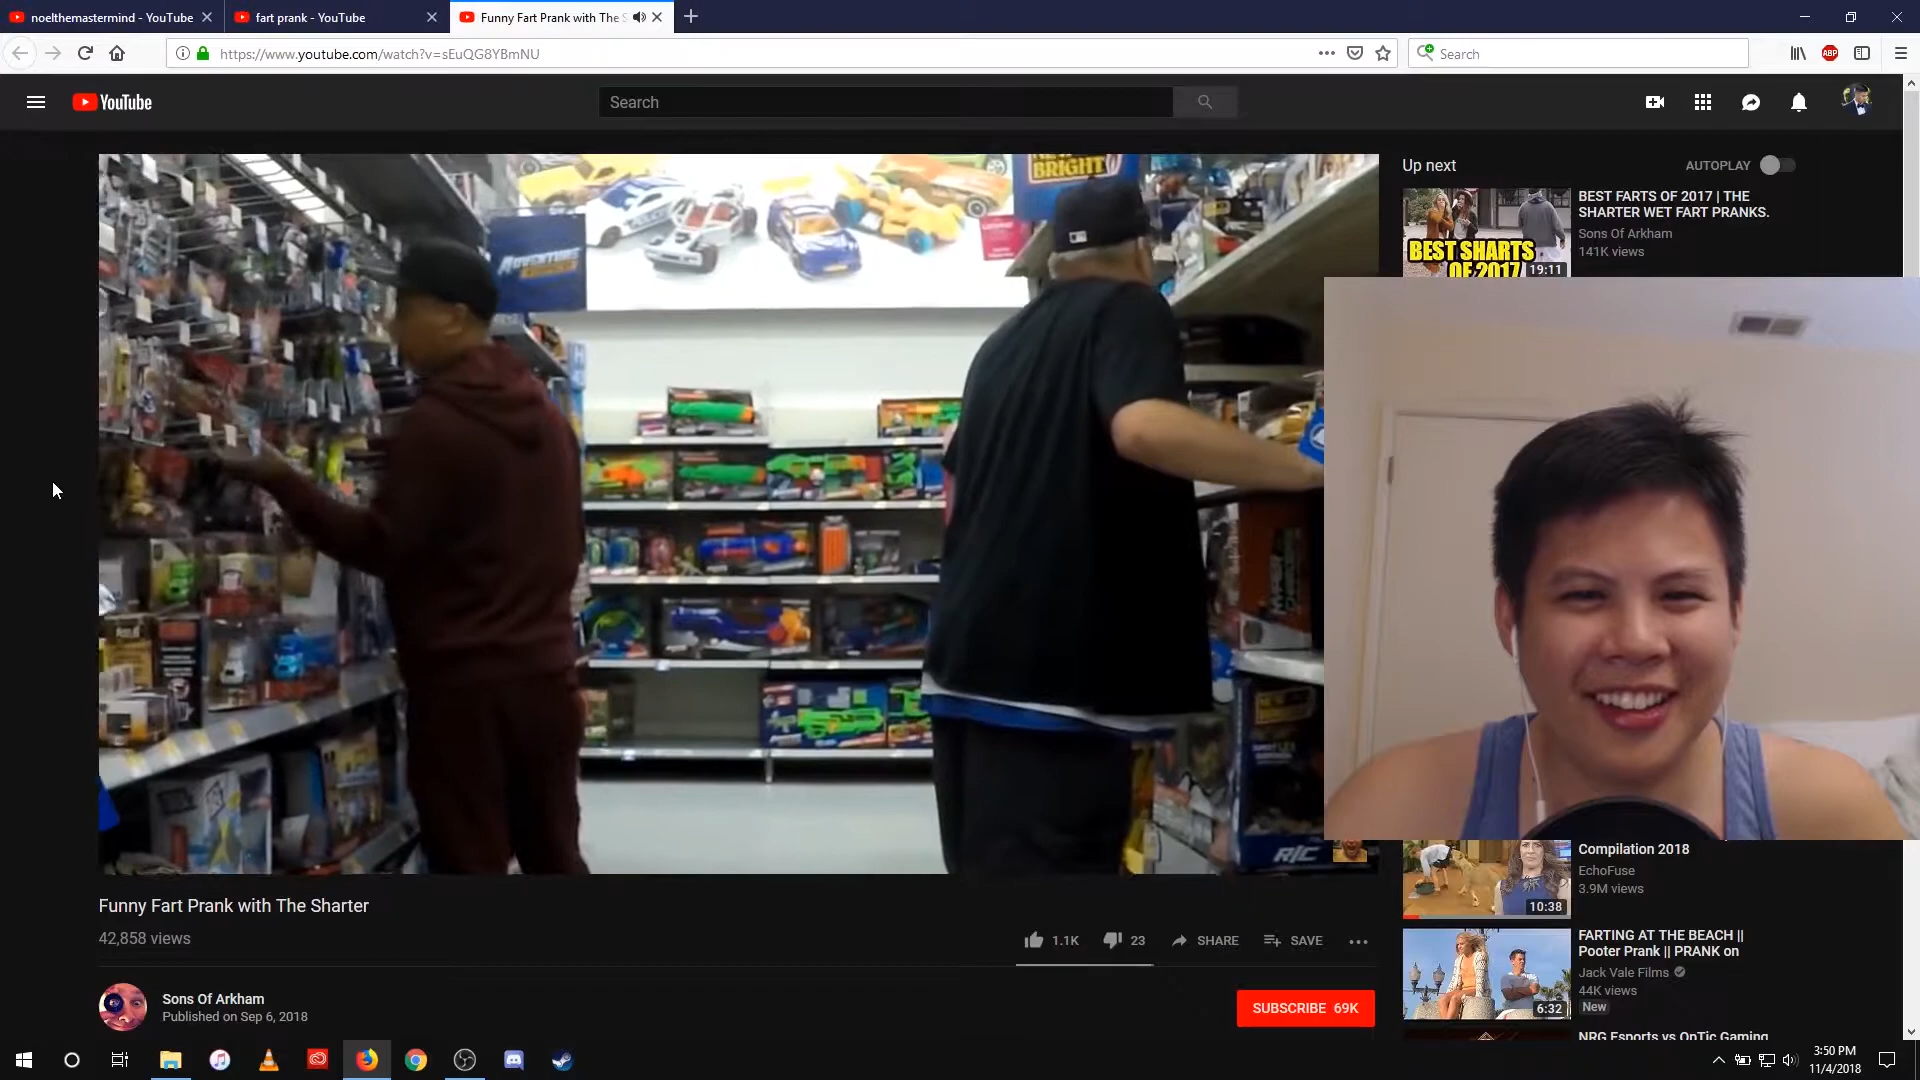 noelthemastermind - YouTube
fart prank - YouTube
Funny Fart Prank with The S
https://www.youtube.com/watch?v=sEuQG8YBmNU
Search
ABP
YouTube
Search
NEW BRIGHT
ADVENTURE
Up next
AUTOPLAY
BEST FARTS OF 2017 | THE
SHARTER WET FART PRANKS.
Sons Of Arkham
141K views
BEST SHARTS
OF 2017
19:11
R/C
Compilation 2018
EchoFuse
3.9M views
10:38
FARTING AT THE BEACH ||
Pooter Prank || PRANK on
Jack Vale Films
44K views
New
6:32
NRG Esports vs OpTic Gaming
Funny Fart Prank with The Sharter
42,858 views
1.1K
23
SHARE
SAVE
Sons Of Arkham
Published on Sep 6, 2018
SUBSCRIBE 69K
3:50 PM
11/4/2018